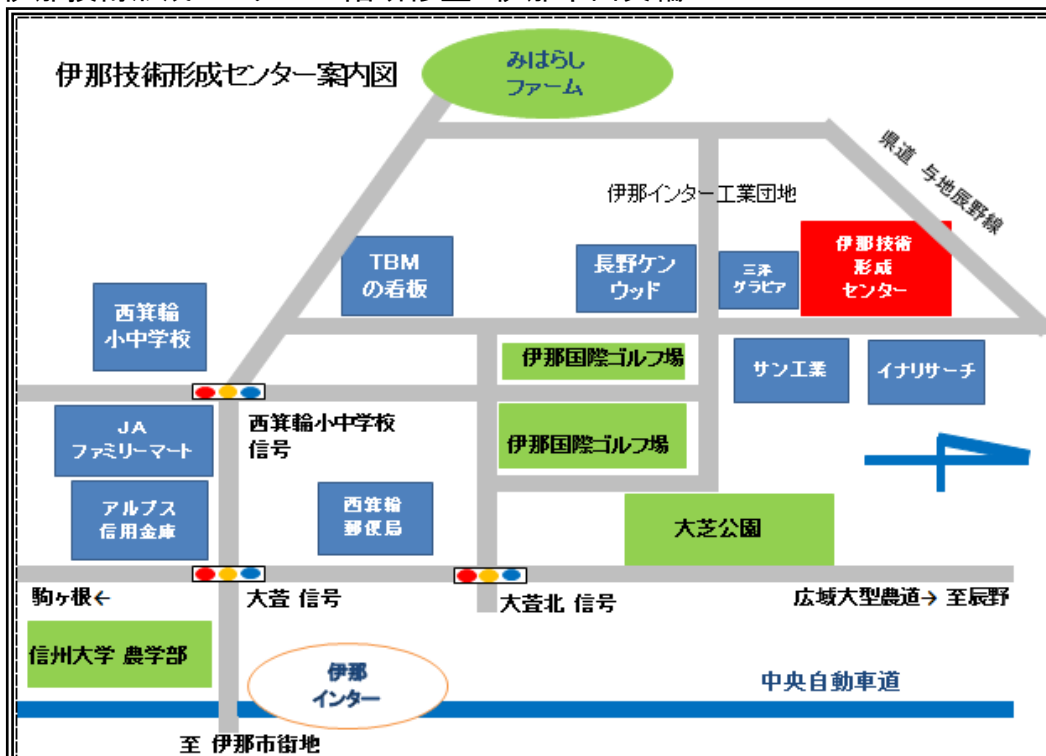 伊那技術形成センター案内図
みはらし
ファーム
県道 与地辰野線
伊那インター工業団地
TBM
の看板
長野ケン
ウッド
三洋
グラビア
伊那技術
形成
センター
西箕輪
小中学校
伊那国際ゴルフ場
サン工業
イナリサーチ
西箕輪小中学校
信号
JA
ファミリーマート
伊那国際ゴルフ場
アルプス
信用金庫
西箕輪
郵便局
大芝公園
駒ヶ根←
大萱 信号
大萱北 信号
広域大型農道→ 至辰野
信州大学 農学部
伊那
インター
中央自動車道
至 伊那市街地